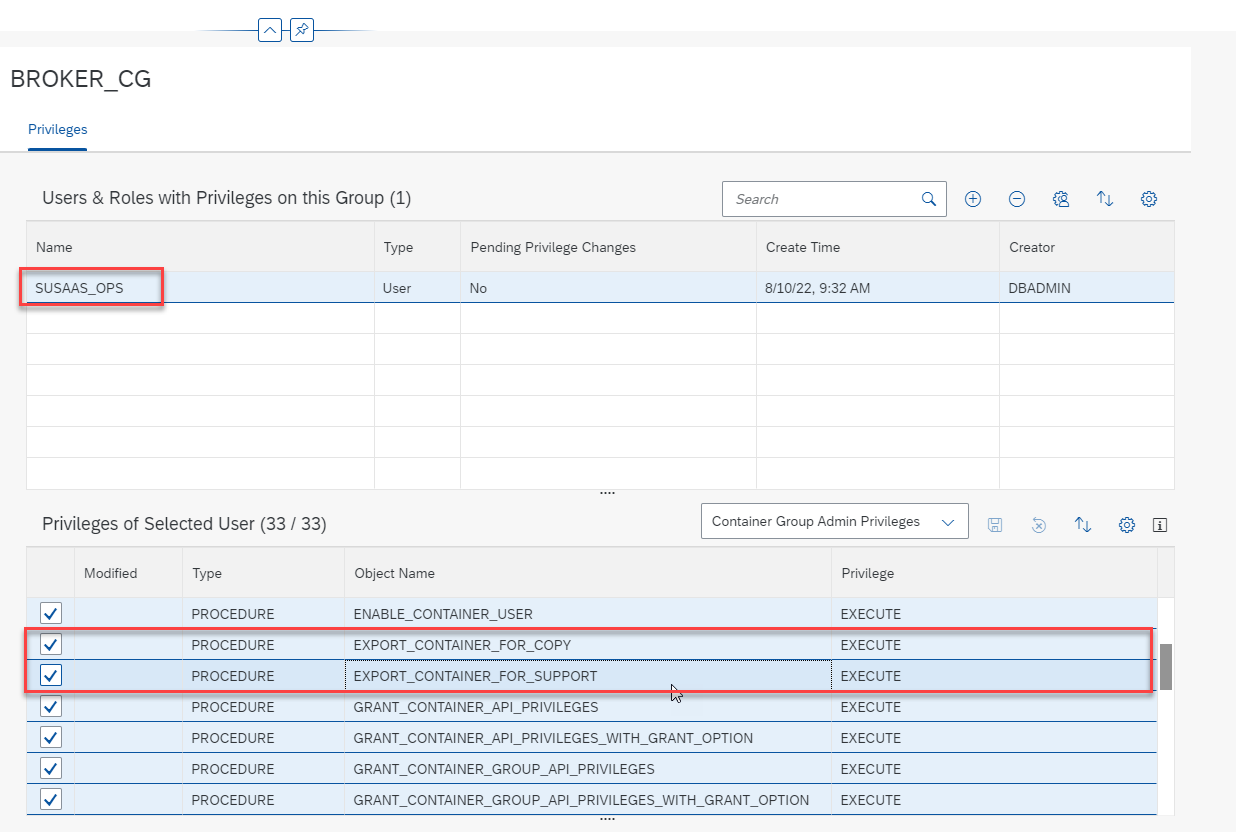 BROKER_CG
Privileges
Users & Roles with Privileges on this Group (1)
Search
Name Type Pending Privilege Changes Create Time Creator
SUSAAS_OPS User No 8/10/22, 9:32 AM DBADMIN
Privileges of Selected User (33 / 33)
Container Group Admin Privileges
Modified Type Object Name Privilege
PROCEDURE ENABLE_CONTAINER_USER EXECUTE
PROCEDURE EXPORT_CONTAINER_FOR_COPY EXECUTE
PROCEDURE EXPORT_CONTAINER_FOR_SUPPORT EXECUTE
PROCEDURE GRANT_CONTAINER_API_PRIVILEGES EXECUTE
PROCEDURE GRANT_CONTAINER_API_PRIVILEGES_WITH_GRANT_OPTION EXECUTE
PROCEDURE GRANT_CONTAINER_GROUP_API_PRIVILEGES EXECUTE
PROCEDURE GRANT_CONTAINER_GROUP_API_PRIVILEGES_WITH_GRANT_OPTION EXECUTE